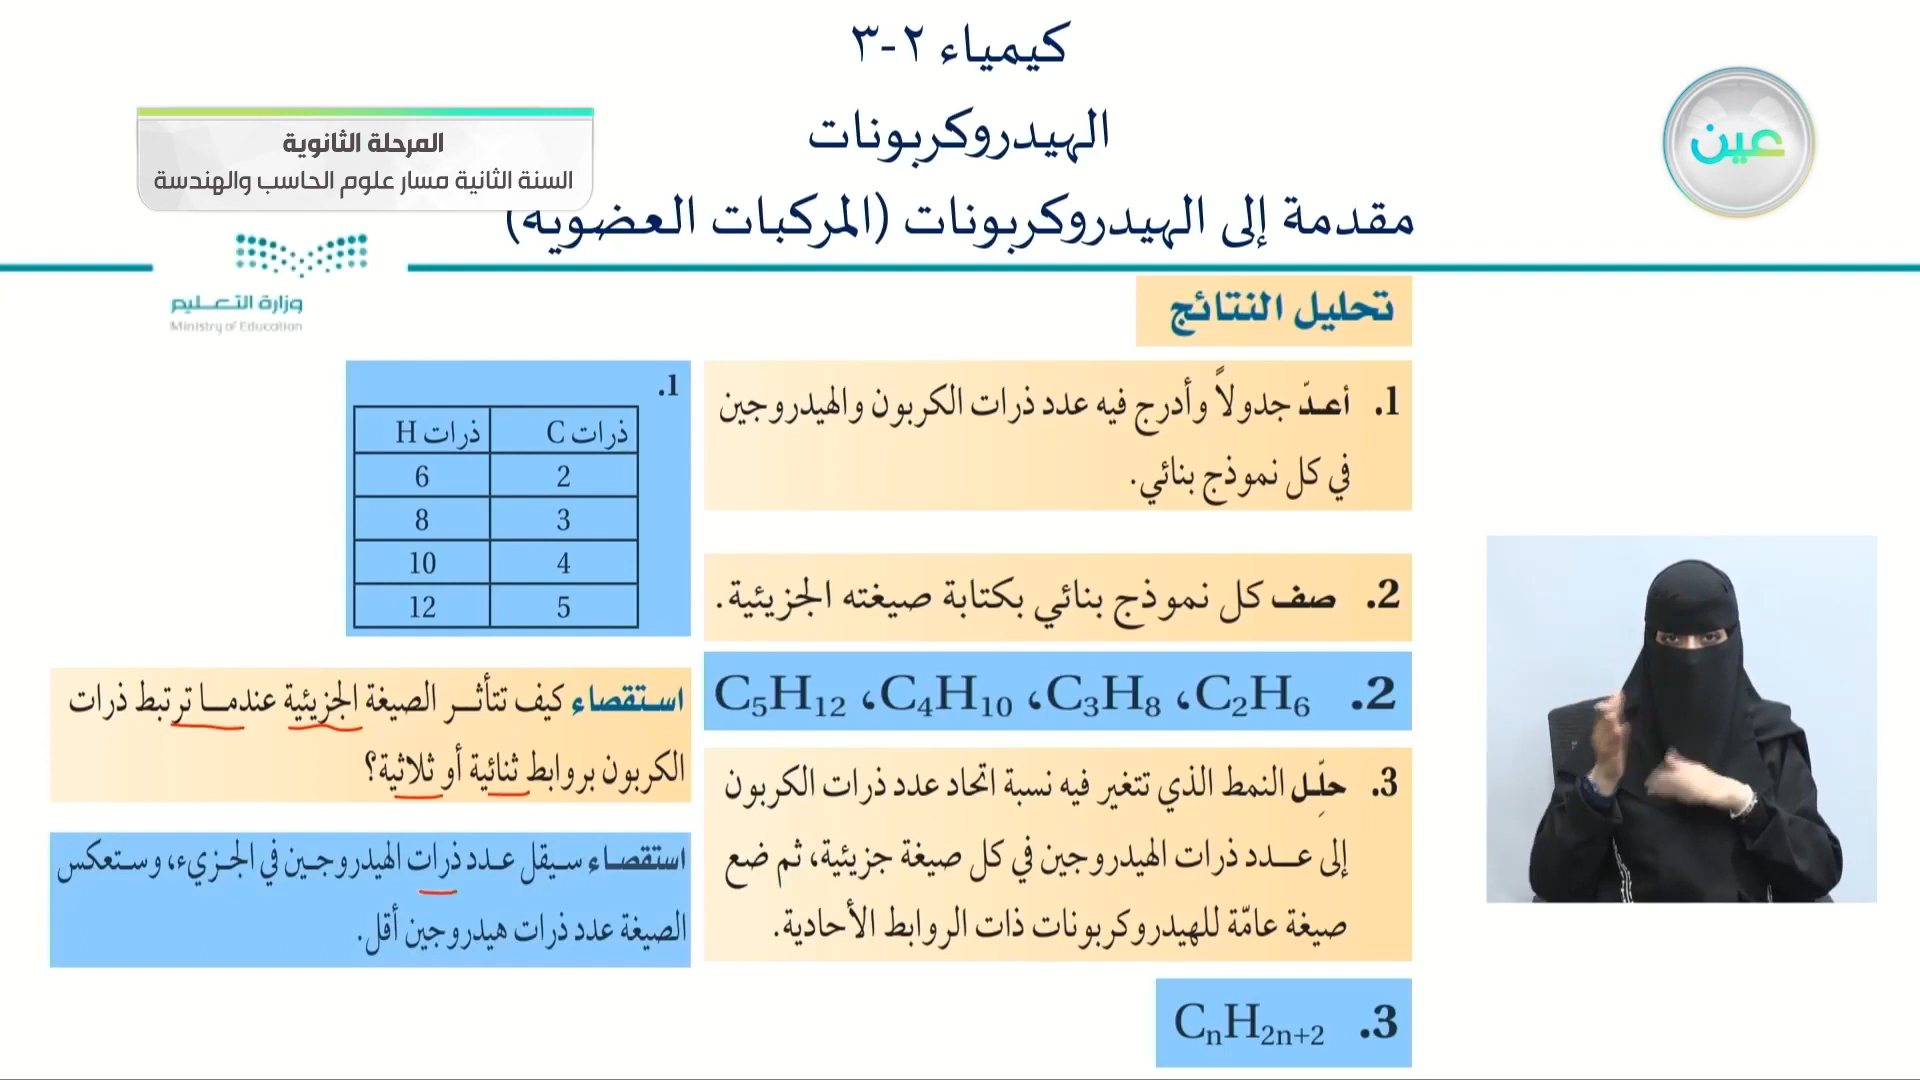 كيمياء ٢-٣
الهيدروكربونات
مقدمة إلى الهيدروكربونات (المركبات العضوية)
عين
المرحلة الثانوية
السنة الثانية مسار علوم الحاسب والهندسة
وزارة التعليم
Ministry of Education
تحليل النتائج
1. أعدّ جدولاً وأدرج فيه عدد ذرات الكربون والهيدروجين
في كل نموذج بنائي.
1.
ذرات C ذرات H
2 6
3 8
4 10
5 12
2. صف كل نموذج بنائي بكتابة صيغته الجزيئية.
2. C₂H₆ ،C₃H₈ ،C₄H₁₀ ،C₅H₁₂
3. حلِّل النمط الذي تتغير فيه نسبة اتحاد عدد ذرات الكربون
إلى عدد ذرات الهيدروجين في كل صيغة جزيئية، ثم ضع
صيغة عامّة للهيدروكربونات ذات الروابط الأحادية.
3. CₙH₂ₙ₊₂
استقصاء كيف تتأثر الصيغة الجزيئية عندما ترتبط ذرات
الكربون بروابط ثنائية أو ثلاثية؟
استقصاء سيقل عدد ذرات الهيدروجين في الجزيء، وستعكس
الصيغة عدد ذرات هيدروجين أقل.